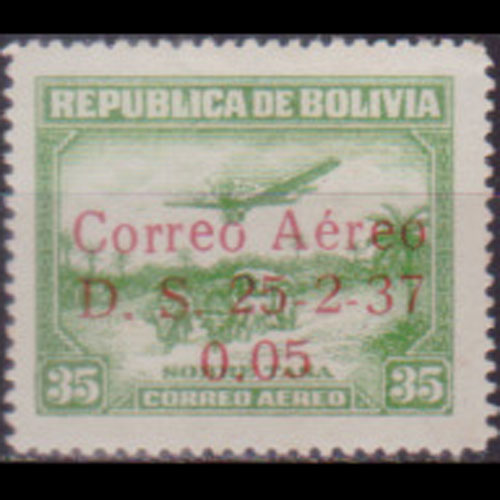 REPUBLICA DE BOLIVIA
Correo Aéreo
D. S. 25-2-37
0.05
35 35
CORREO AEREO